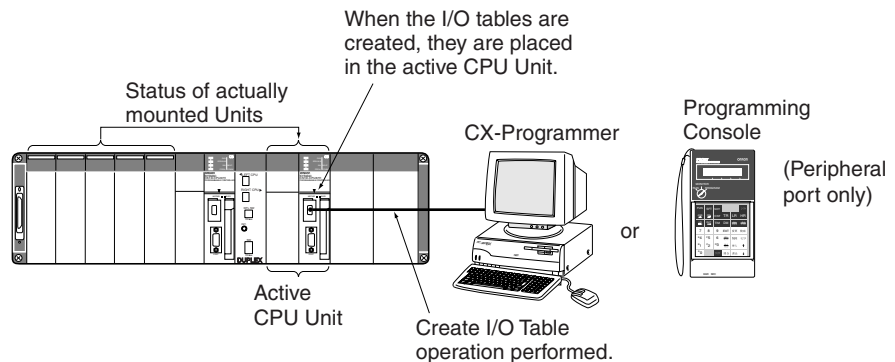 When the I/O tables are
created, they are placed
in the active CPU Unit.
Status of actually
mounted Units
CX-Programmer
Programming
Console
(Peripheral
port only)
or
DUPLEX
Active
CPU Unit
Create I/O Table
operation performed.